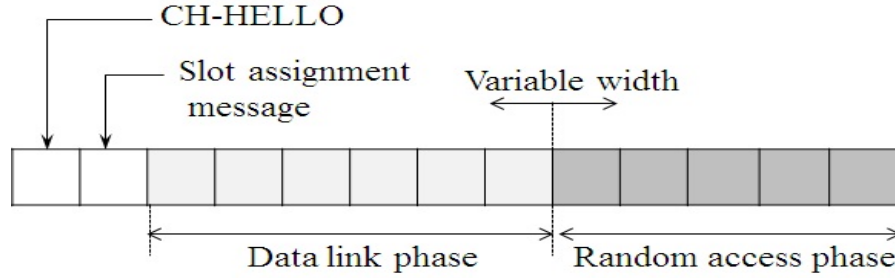 CH-HELLO
Slot assignment
message
Variable width
Data link phase
Random access phase